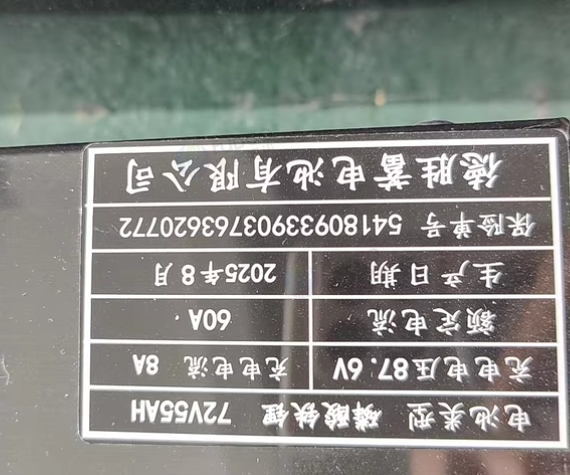 电池类型 磷酸铁锂 72V55AH
充电电压87.6V 充电电流 8A
额定电流 60A
生产日期 2025年8月
保险单号 54180933903763620772
德胜蓄电池有限公司